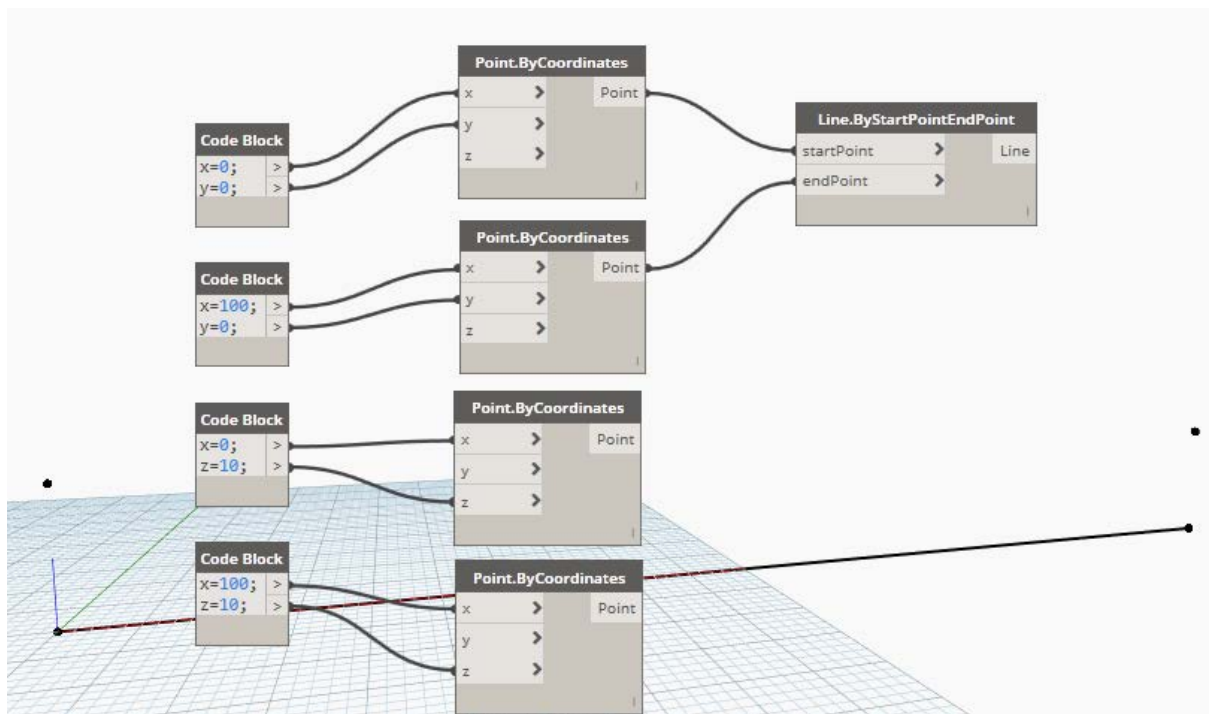 Code Block
x=0; >
y=0; >
Point.ByCoordinates
x > Point
y >
z >
Line.ByStartPointEndPoint
startPoint > Line
endPoint >
Code Block
x=100; >
y=0; >
Point.ByCoordinates
x > Point
y >
z >
Code Block
x=0; >
z=10; >
Point.ByCoordinates
x > Point
y >
z >
Code Block
x=100; >
z=10; >
Point.ByCoordinates
x > Point
y >
z >